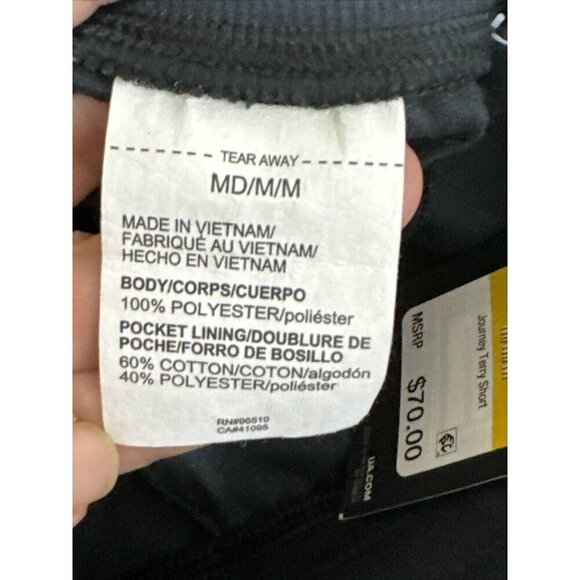 TEAR AWAY
MD/M/M
MADE IN VIETNAM/
FABRIQUÉ AU VIETNAM/
HECHO EN VIETNAM
BODY/CORPS/CUERPO
100% POLYESTER/poliéster
POCKET LINING/DOUBLURE DE
POCHE/FORRO DE BOSILLO
60% COTTON/COTON/algodón
40% POLYESTER/poliéster
RN#96510
CA#41095
Journey Terry Short
MSRP
$70.00
UA.COM